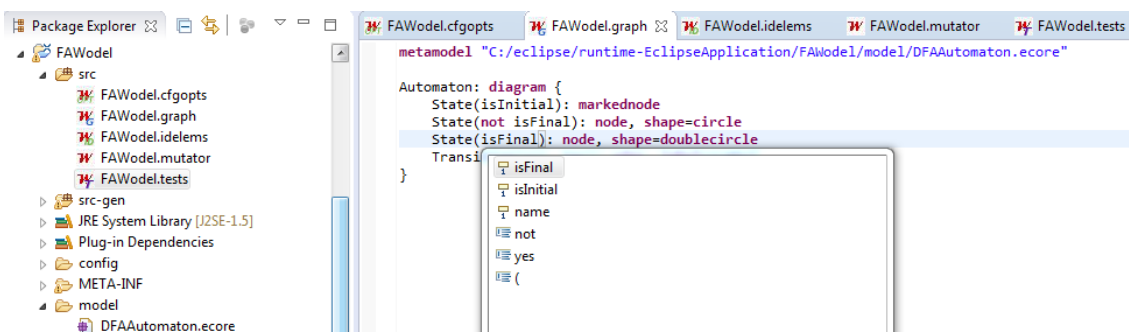 Package Explorer
FAWodel
src
FAWodel.cfgopts
FAWodel.graph
FAWodel.idelems
FAWodel.mutator
FAWodel.tests
src-gen
JRE System Library [J2SE-1.5]
Plug-in Dependencies
config
META-INF
model
DFAAutomaton.ecore
FAWodel.cfgopts FAWodel.graph FAWodel.idelems FAWodel.mutator FAWodel.tests
metamodel "C:/eclipse/runtime-EclipseApplication/FAWodel/model/DFAAutomaton.ecore"
Automaton: diagram {
State(isInitial): markednode
State(not isFinal): node, shape=circle
State(isFinal): node, shape=doublecircle
Transi
}
isFinal
isInitial
name
not
yes
(